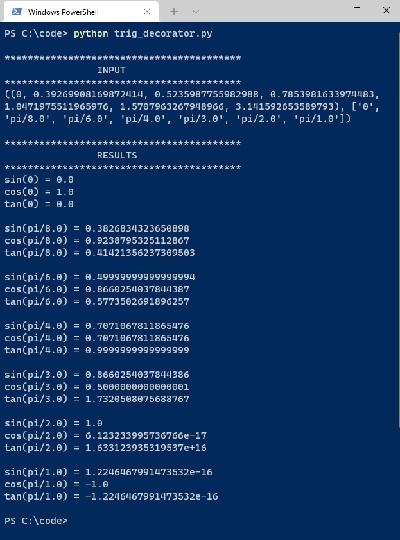 Windows PowerShell
PS C:\code> python trig_decorator.py
****************************************
INPUT
****************************************
([0, 0.39269908169872414, 0.5235987755982988, 0.7853981633974483,
1.0471975511965976, 1.5707963267948966, 3.141592653589793], ['0',
'pi/8.0', 'pi/6.0', 'pi/4.0', 'pi/3.0', 'pi/2.0', 'pi/1.0'])
****************************************
RESULTS
****************************************
sin(0) = 0.0
cos(0) = 1.0
tan(0) = 0.0
sin(pi/8.0) = 0.3826834323650898
cos(pi/8.0) = 0.9238795325112867
tan(pi/8.0) = 0.41421356237309503
sin(pi/6.0) = 0.49999999999999994
cos(pi/6.0) = 0.8660254037844387
tan(pi/6.0) = 0.5773502691896257
sin(pi/4.0) = 0.7071067811865476
cos(pi/4.0) = 0.7071067811865476
tan(pi/4.0) = 0.9999999999999999
sin(pi/3.0) = 0.8660254037844386
cos(pi/3.0) = 0.5000000000000001
tan(pi/3.0) = 1.7320508075688767
sin(pi/2.0) = 1.0
cos(pi/2.0) = 6.123233995736766e-17
tan(pi/2.0) = 1.633123935319537e+16
sin(pi/1.0) = 1.2246467991473532e-16
cos(pi/1.0) = -1.0
tan(pi/1.0) = -1.2246467991473532e-16
PS C:\code>